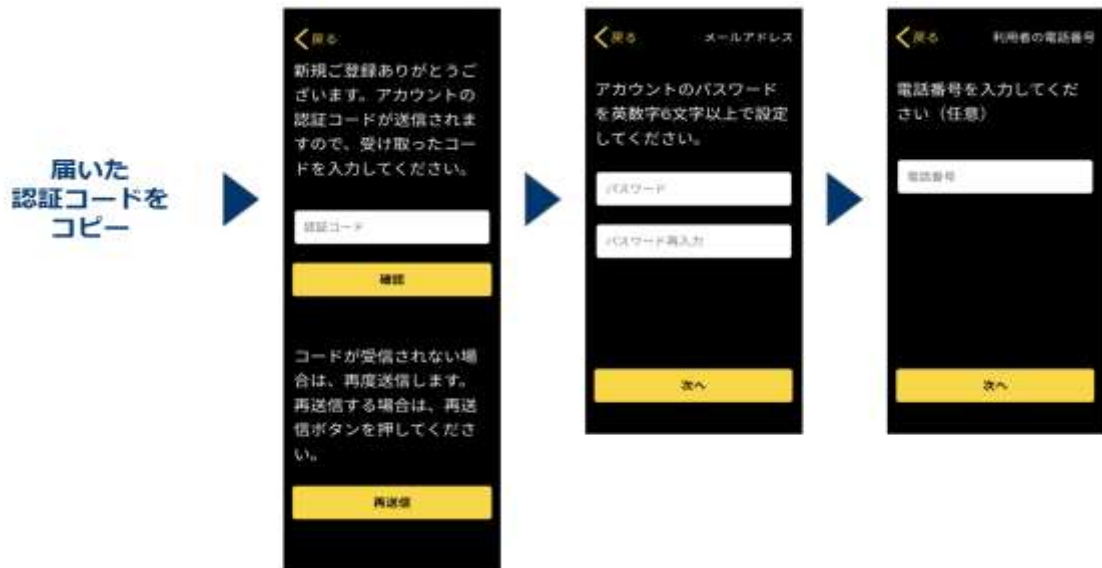 届いた
認証コードを
コピー
戻る
新規ご登録ありがとうご
ざいます。アカウントの
認証コードが送信されま
すので、受け取ったコー
ドを入力してください。
認証コード
確認
コードが受信されない場
合は、再度送信します。
再送信する場合は、再送
信ボタンを押してくださ
い。
再送信
戻る
メールアドレス
アカウントのパスワード
を英数字6文字以上で設定
してください。
パスワード
パスワード再入力
次へ
戻る
利用者の電話番号
電話番号を入力してくだ
さい（任意）
電話番号
次へ